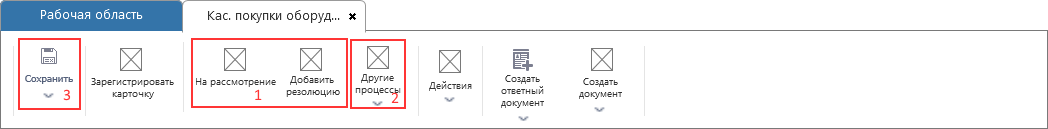 Рабочая область
Кас. покупки оборуд... ×
Сохранить
3
Зарегистрировать
карточку
На рассмотрение
1
Добавить
резолюцию
Другие
процессы
2
Действия
Создать
ответный
документ
Создать
документ